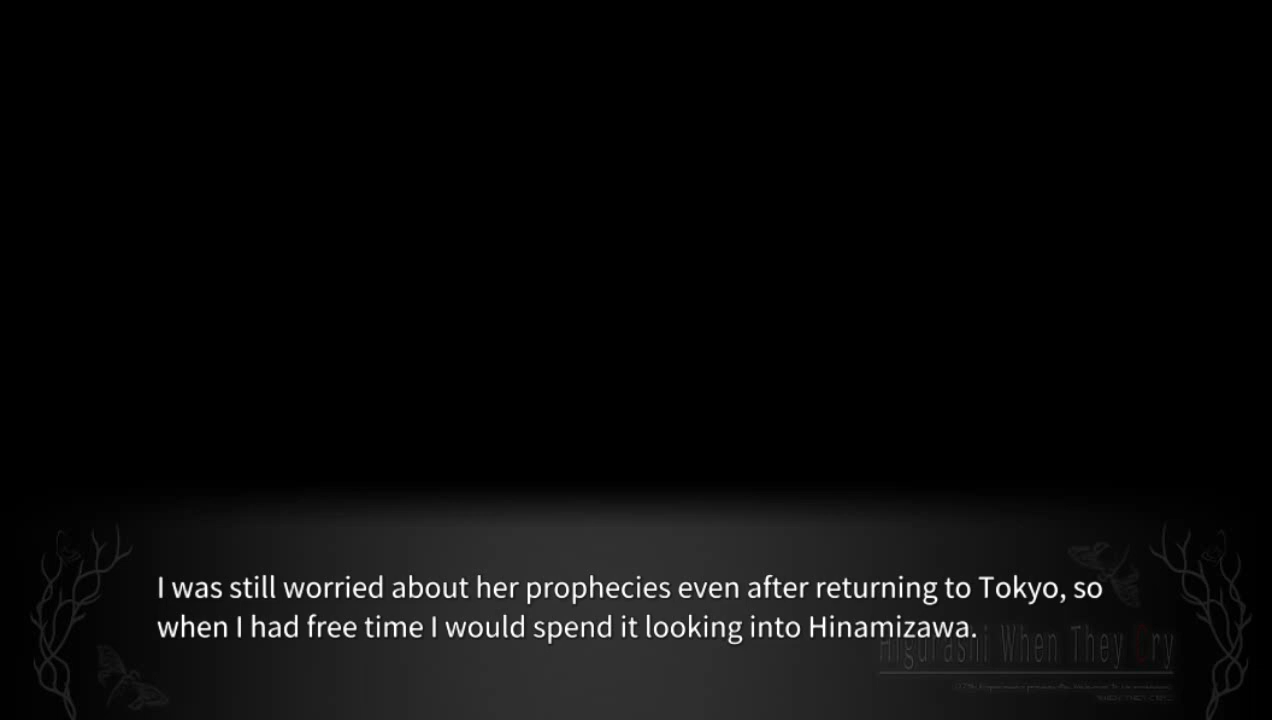 I was still worried about her prophecies even after returning to Tokyo, so
when I had free time I would spend it looking into Hinamizawa.
Higurashi When They Cry